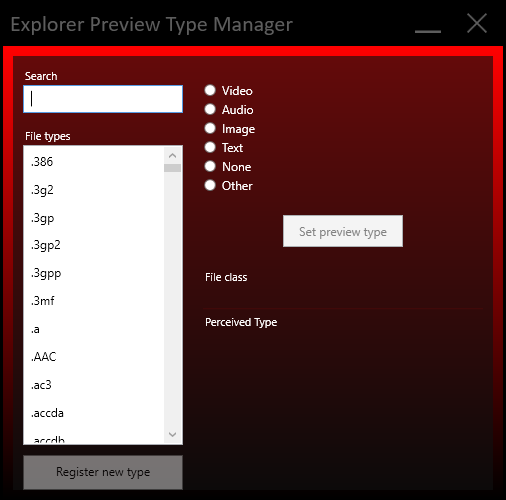 Explorer Preview Type Manager
Search
File types
.386
.3g2
.3gp
.3gp2
.3gpp
.3mf
.a
.AAC
.ac3
.accda
.accdb
Register new type
Video
Audio
Image
Text
None
Other
Set preview type
File class
Perceived Type